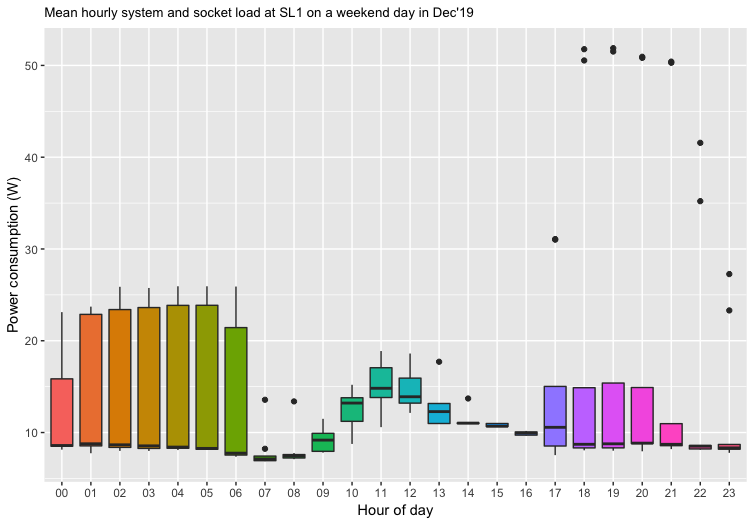 Mean hourly system and socket load at SL1 on a weekend day in Dec'19
50
40
30
20
10
Power consumption (W)
00 01 02 03 04 05 06 07 08 09 10 11 12 13 14 15 16 17 18 19 20 21 22 23
Hour of day